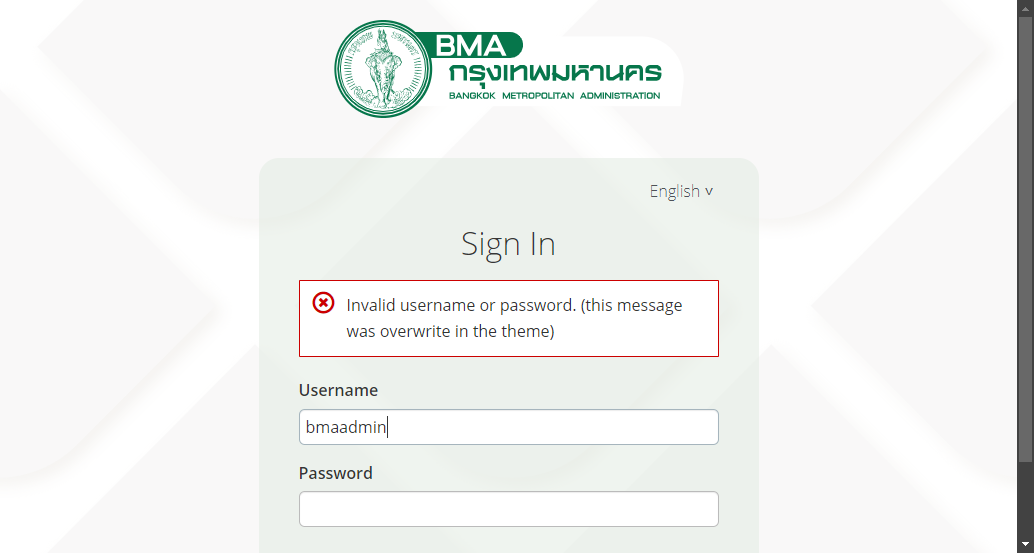 BMA
กรุงเทพมหานคร
BANGKOK METROPOLITAN ADMINISTRATION
English
Sign In
Invalid username or password. (this message
was overwrite in the theme)
Username
bmaadmin
Password